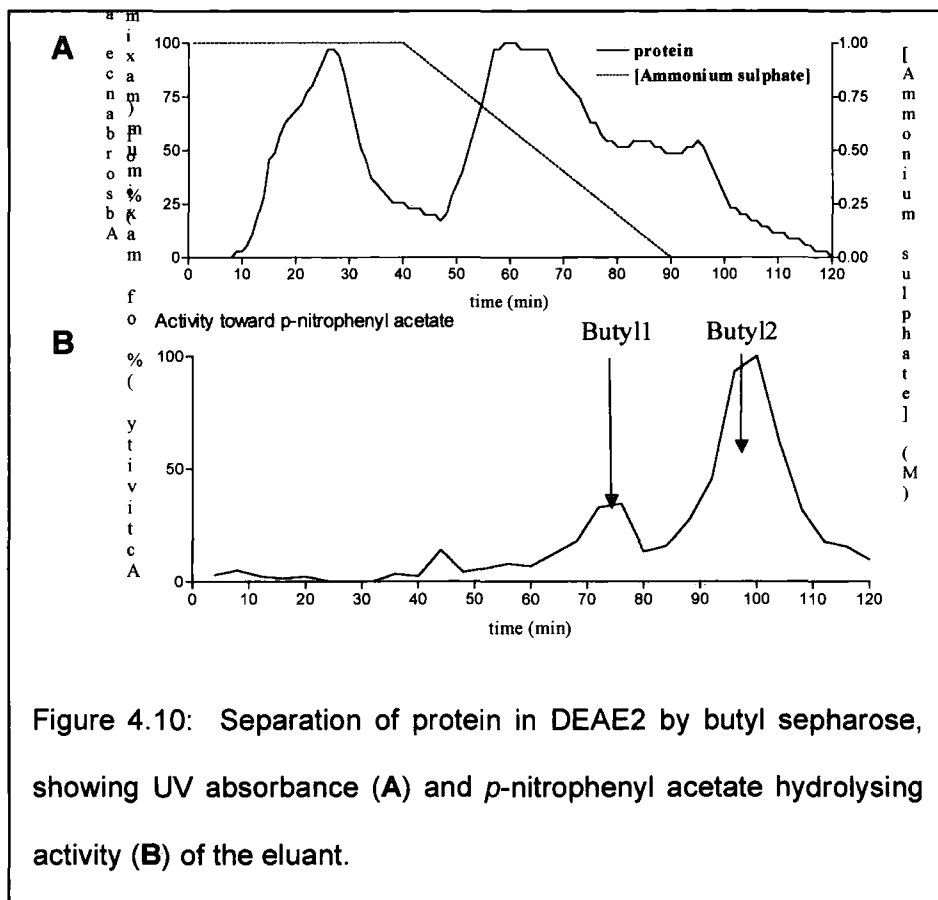 A
Absorbance
(% of maximum)
100
75
50
25
0
protein
[Ammonium sulphate]
1.00
0.75
0.50
0.25
0.00
[Ammonium sulphate] (M)
0 10 20 30 40 50 60 70 80 90 100 110 120
time (min)
B
Activity toward p-nitrophenyl acetate
Butyl1 Butyl2
Activity (% of maxim
100
50
0
0 10 20 30 40 50 60 70 80 90 100 110 120
time (min)
Figure 4.10: Separation of protein in DEAE2 by butyl sepharose,
showing UV absorbance (A) and p-nitrophenyl acetate hydrolysing
activity (B) of the eluant.